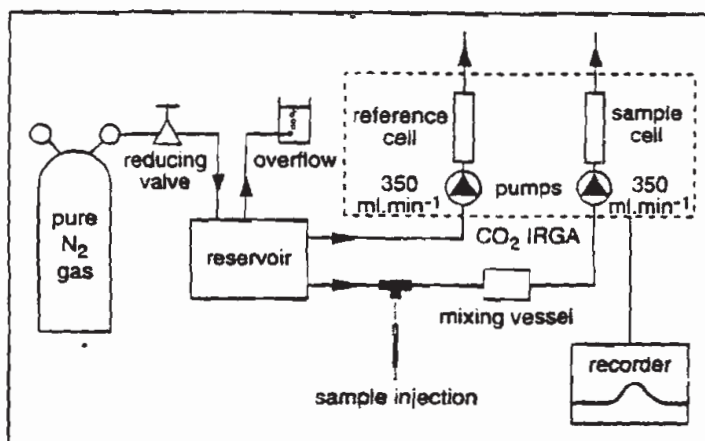 reference
cell
sample
cell
reducing
valve
overflow
350
ml.min⁻¹
pumps
350
ml.min⁻¹
pure
N₂
gas
reservoir
CO₂ IRGA
mixing vessel
sample injection
recorder